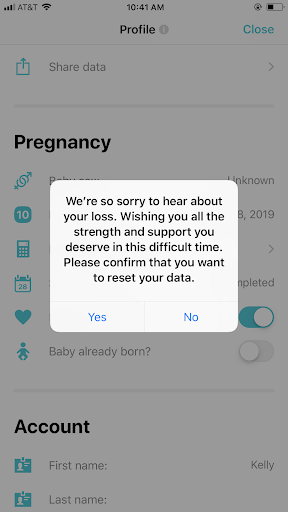 AT&T 10:41 AM
Profile
Close
Share data
Pregnancy
Baby sex: Unknown
10 8, 2019
We're so sorry to hear about
your loss. Wishing you all the
strength and support you
deserve in this difficult time.
Please confirm that you want
to reset your data.
28 mpleted
Yes No
Baby already born?
Account
First name: Kelly
Last name: